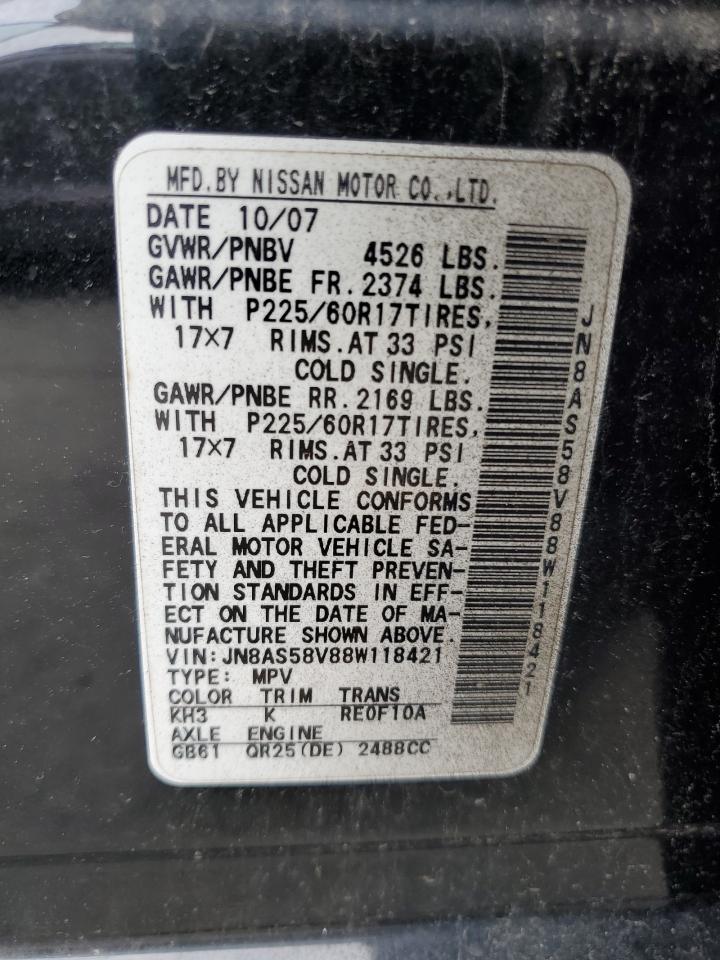 MFD.BY NISSAN MOTOR CO.,LTD.
DATE 10/07
GVWR/PNBV 4526 LBS.
GAWR/PNBE FR.2374 LBS.
WITH P225/60R17TIRES,
17×7 RIMS.AT 33 PSI
COLD SINGLE.
GAWR/PNBE RR.2169 LBS.
WITH P225/60R17TIRES,
17×7 RIMS.AT 33 PSI
COLD SINGLE.
THIS VEHICLE CONFORMS
TO ALL APPLICABLE FED-
ERAL MOTOR VEHICLE SA-
FETY AND THEFT PREVEN-
TION STANDARDS IN EFF-
ECT ON THE DATE OF MA-
NUFACTURE SHOWN ABOVE.
VIN:JN8AS58V88W118421
TYPE: MPV
COLOR TRIM TRANS
KH3 K RE0F10A
AXLE ENGINE
GB61 QR25(DE) 2488CC
JN8AS58V88W118421